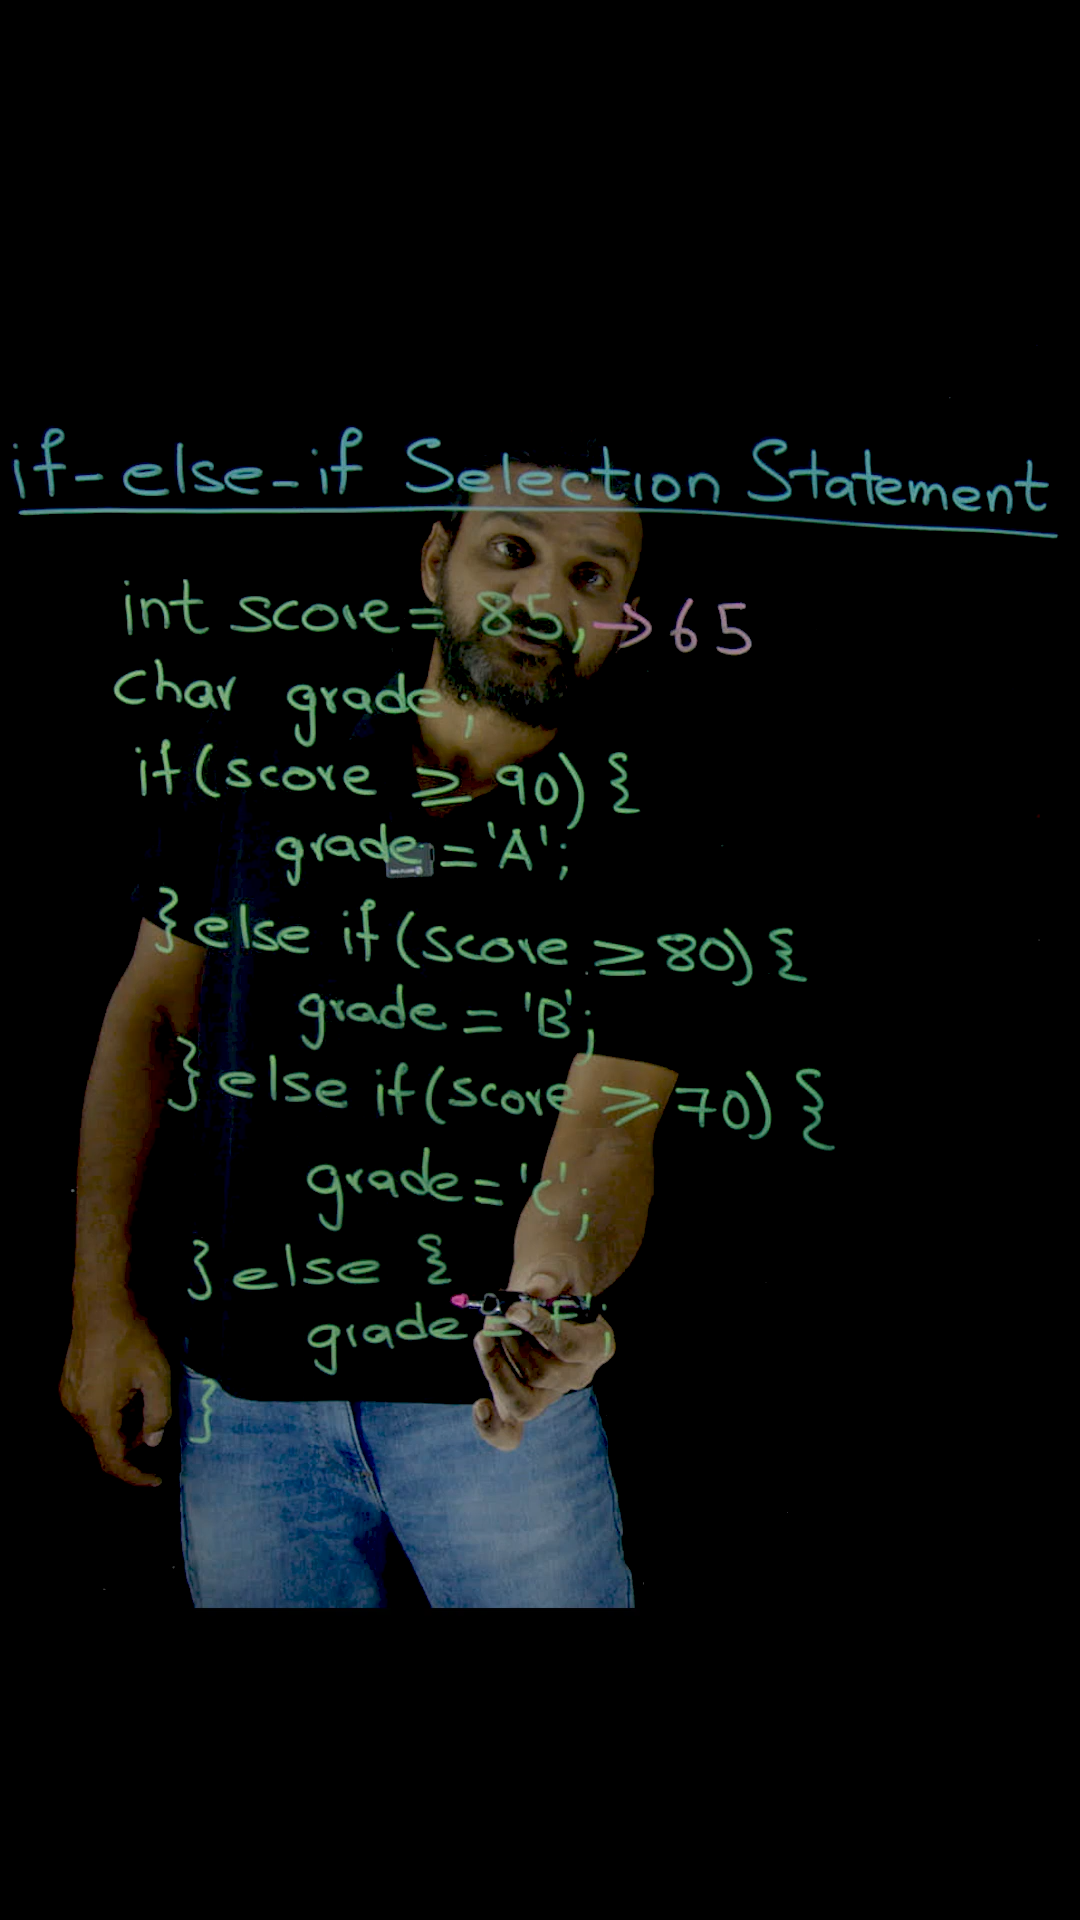 if-else-if Selection Statement
int score = 85; → 65
char grade;
if (score ≥ 90) {
grade = 'A';
} else if (score ≥ 80) {
grade = 'B';
} else if (score ≥ 70) {
grade = 'C';
} else {
grade = 'F';
}